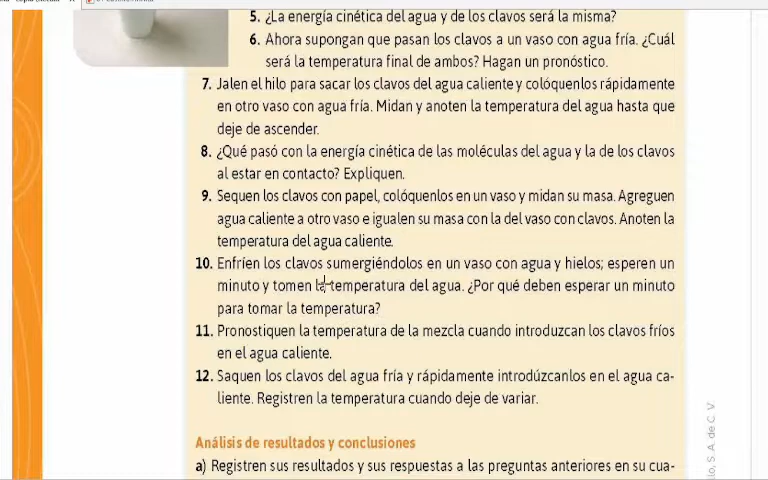 5. ¿La energía cinética del agua y de los clavos será la misma?
6. Ahora supongan que pasan los clavos a un vaso con agua fría. ¿Cuál
será la temperatura final de ambos? Hagan un pronóstico.
7. Jalen el hilo para sacar los clavos del agua caliente y colóquenlos rápidamente
en otro vaso con agua fría. Midan y anoten la temperatura del agua hasta que
deje de ascender.
8. ¿Qué pasó con la energía cinética de las moléculas del agua y la de los clavos
al estar en contacto? Expliquen.
9. Sequen los clavos con papel, colóquenlos en un vaso y midan su masa. Agreguen
agua caliente a otro vaso e igualen su masa con la del vaso con clavos. Anoten la
temperatura del agua caliente.
10. Enfríen los clavos sumergiéndolos en un vaso con agua y hielos; esperen un
minuto y tomen la temperatura del agua. ¿Por qué deben esperar un minuto
para tomar la temperatura?
11. Pronostiquen la temperatura de la mezcla cuando introduzcan los clavos fríos
en el agua caliente.
12. Saquen los clavos del agua fría y rápidamente introdúzcanlos en el agua ca-
liente. Registren la temperatura cuando deje de variar.
Análisis de resultados y conclusiones
a) Registren sus resultados y sus respuestas a las preguntas anteriores en su cua-
llo, S. A. de C. V.